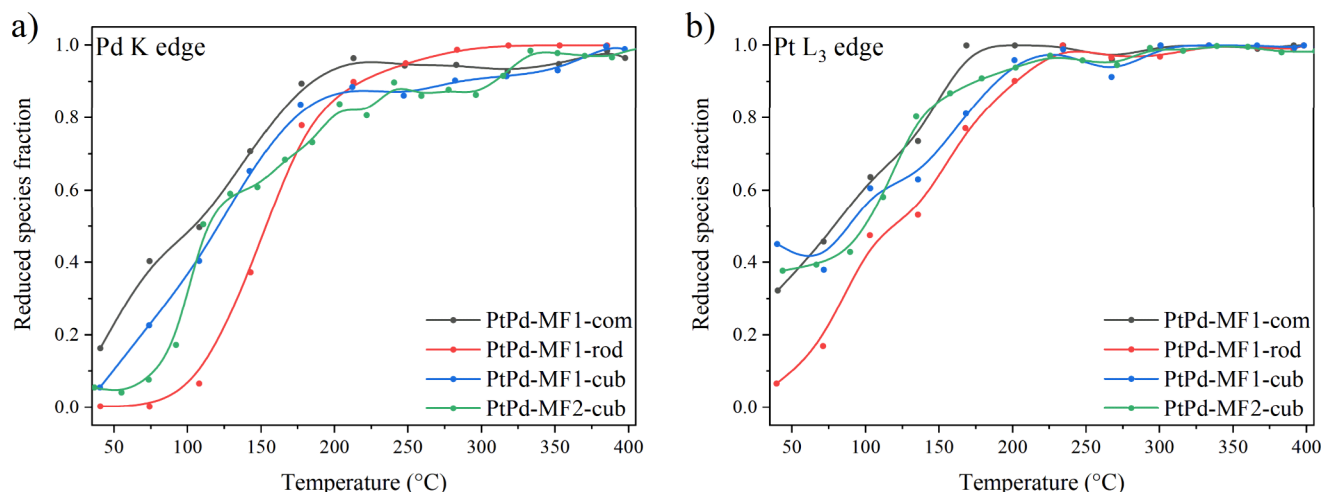 a)
Pd K edge
Reduced species fraction
1.0
0.8
0.6
0.4
0.2
0.0
PtPd-MF1-com
PtPd-MF1-rod
PtPd-MF1-cub
PtPd-MF2-cub
50 100 150 200 250 300 350 400
Temperature (°C)
b)
Pt L3 edge
Reduced species fraction
1.0
0.8
0.6
0.4
0.2
0.0
PtPd-MF1-com
PtPd-MF1-rod
PtPd-MF1-cub
PtPd-MF2-cub
50 100 150 200 250 300 350 400
Temperature (°C)